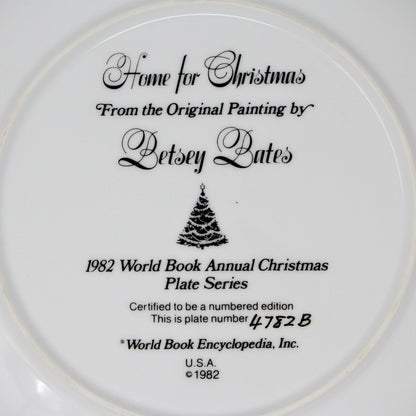 Home for Christmas
From the Original Painting by
Betsey Bates
1982 World Book Annual Christmas
Plate Series
Certified to be a numbered edition
This is plate number 4782B
*World Book Encyclopedia, Inc.
U.S.A.
©1982